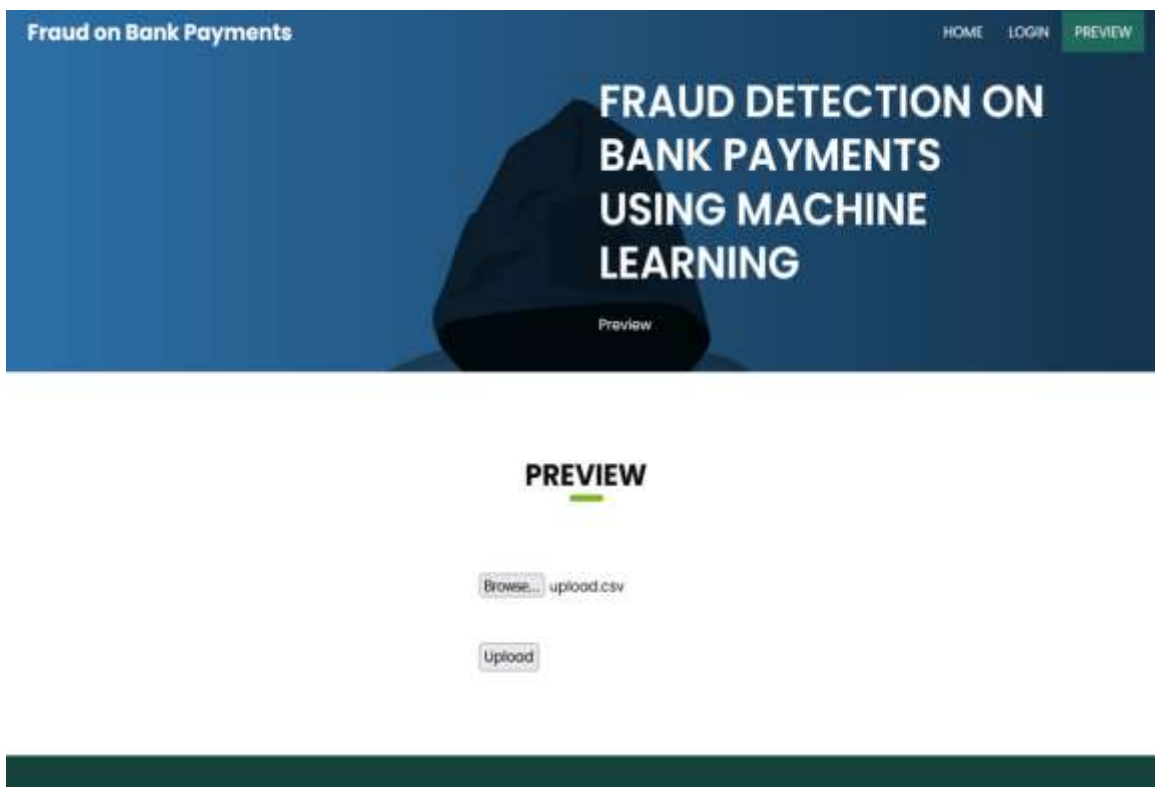 Fraud on Bank Payments
HOME LOGIN PREVIEW
FRAUD DETECTION ON
BANK PAYMENTS
USING MACHINE
LEARNING
Preview
PREVIEW
Browse... upload.csv
Upload